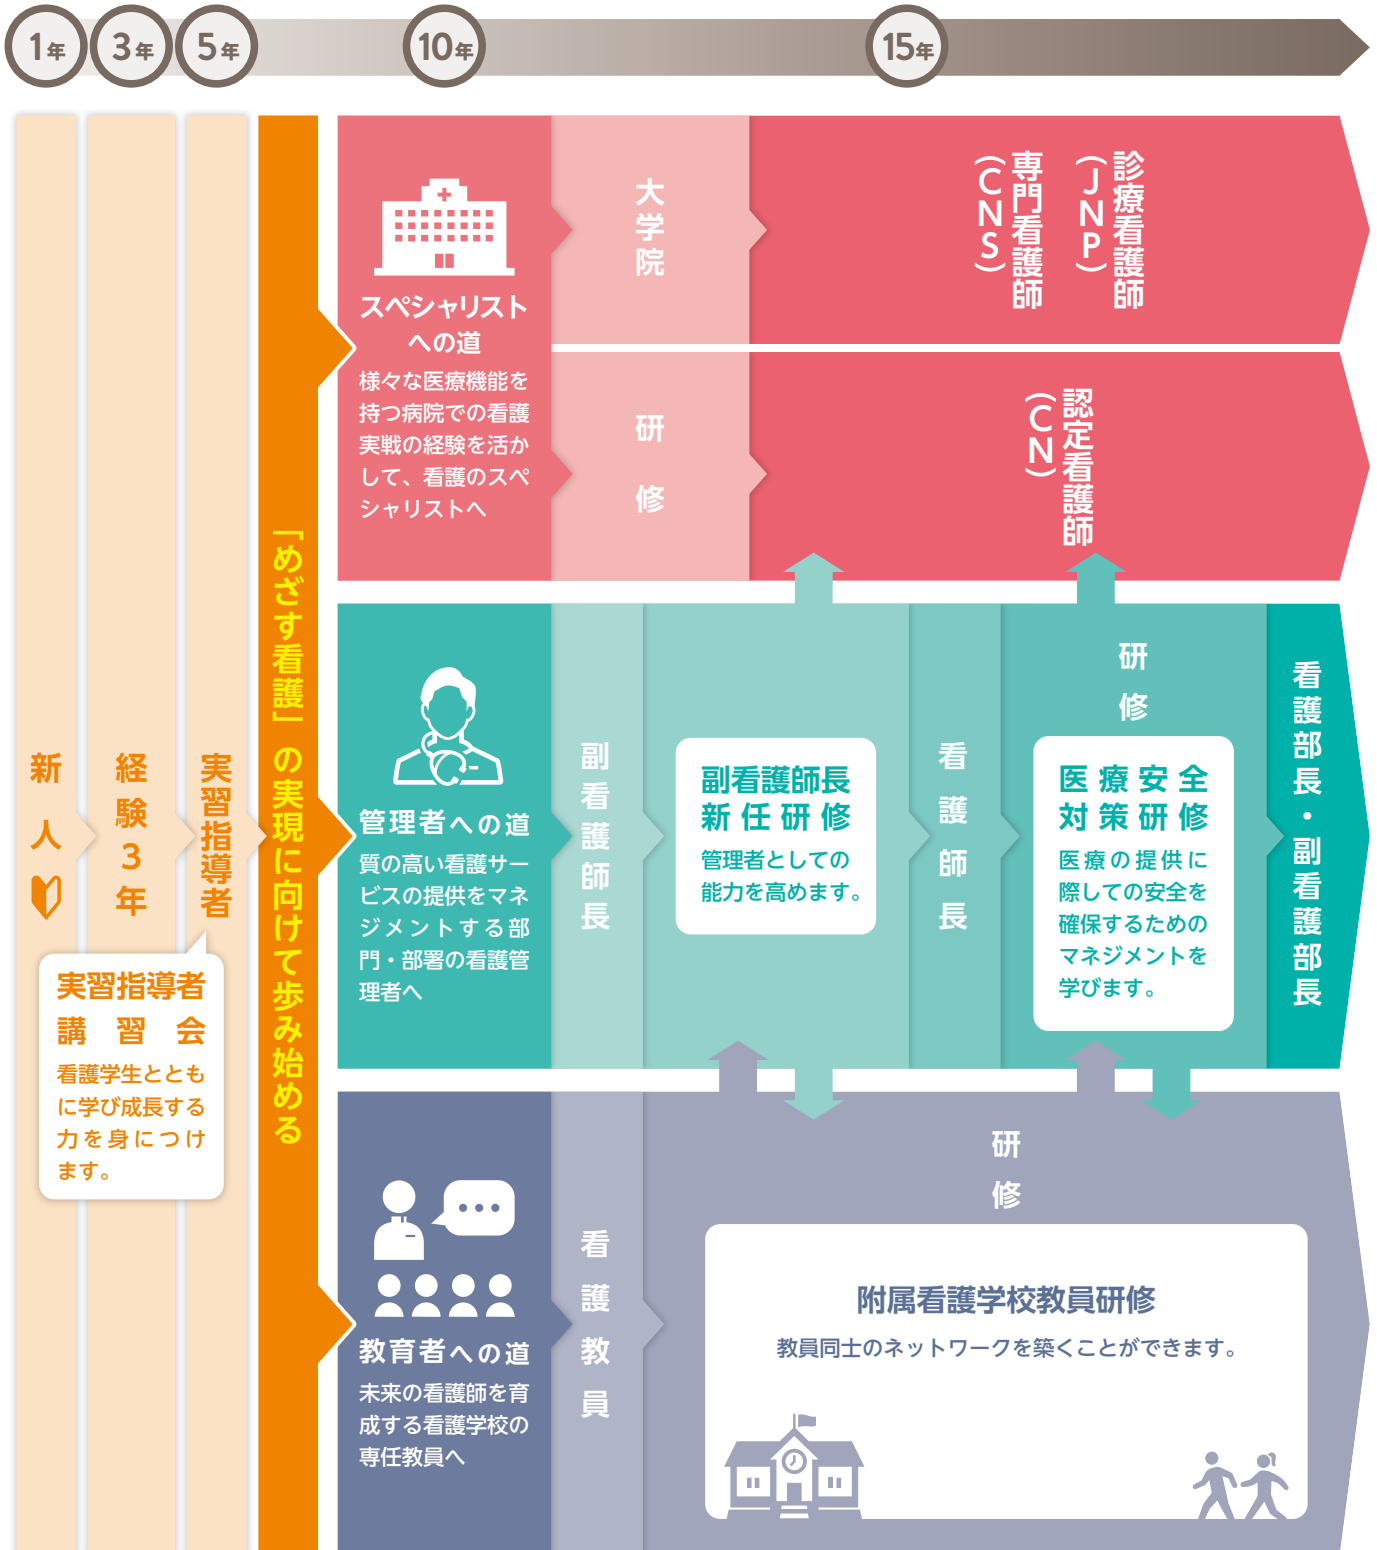 1年
3年
5年
10年
15年
新人
経験3年
実習指導者
実習指導者
講習会
看護学生ととも
に学び成長する
力を身につけ
ます。
「めざす看護」の実現に向けて歩み始める
スペシャリスト
への道
様々な医療機能を
持つ病院での看護
実戦の経験を活か
して、看護のスペ
シャリストへ
大学院
診療看護師
(JNP)
専門看護師
(CNS)
研修
認定看護師
(CN)
管理者への道
質の高い看護サー
ビスの提供をマネ
ジメントする部
門・部署の看護管
理者へ
副看護師長
副看護師長
新任研修
管理者としての
能力を高めます。
看護師長
研修
医療安全
対策研修
医療の提供に
際しての安全を
確保するための
マネジメントを
学びます。
看護部長・副看護部長
教育者への道
未来の看護師を育
成する看護学校の
専任教員へ
看護教員
研修
附属看護学校教員研修
教員同士のネットワークを築くことができます。